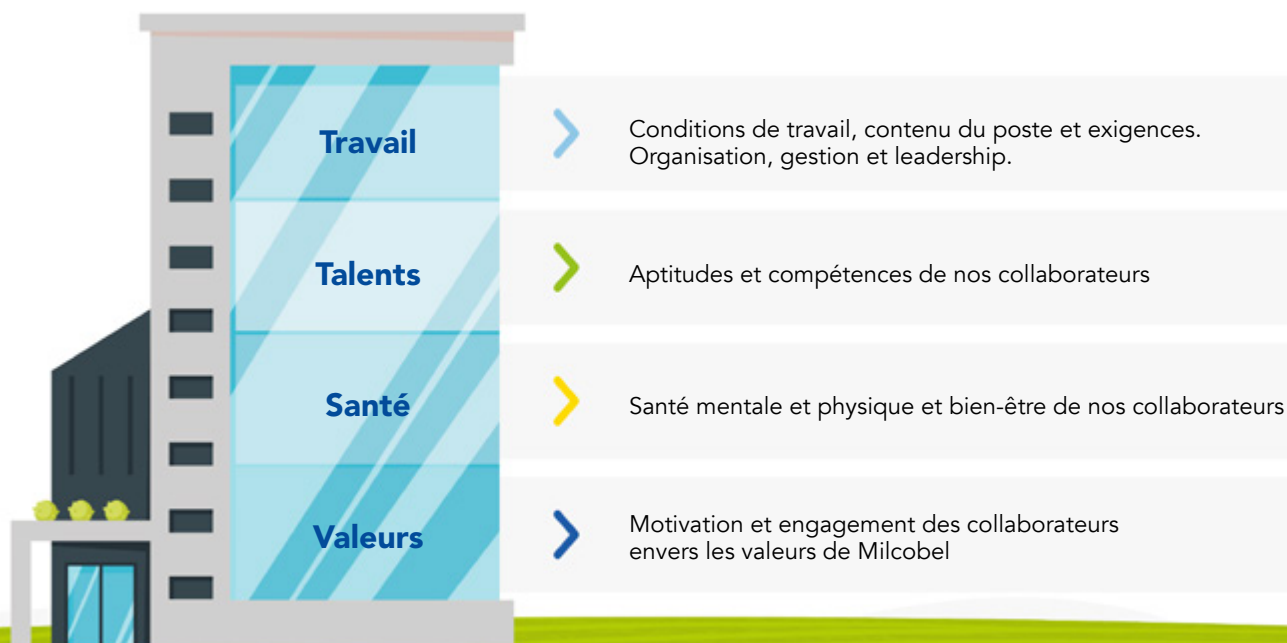 Travail
Conditions de travail, contenu du poste et exigences.
Organisation, gestion et leadership.
Talents
Aptitudes et compétences de nos collaborateurs
Santé
Santé mentale et physique et bien-être de nos collaborateurs
Valeurs
Motivation et engagement des collaborateurs
envers les valeurs de Milcobel